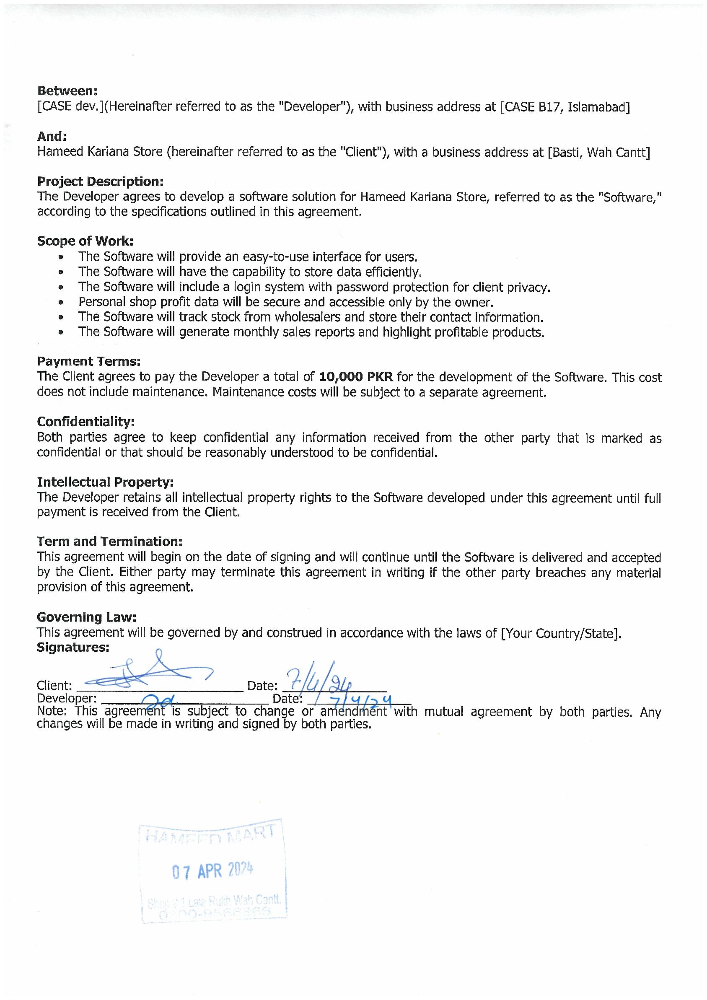 Between:
[CASE dev.](Hereinafter referred to as the "Developer"), with business address at [CASE B17, Islamabad]
And:
Hameed Kariana Store (hereinafter referred to as the "Client"), with a business address at [Basti, Wah Cantt]
Project Description:
The Developer agrees to develop a software solution for Hameed Kariana Store, referred to as the "Software,"
according to the specifications outlined in this agreement.
Scope of Work:
• The Software will provide an easy-to-use interface for users.
• The Software will have the capability to store data efficiently.
• The Software will include a login system with password protection for client privacy.
• Personal shop profit data will be secure and accessible only by the owner.
• The Software will track stock from wholesalers and store their contact information.
• The Software will generate monthly sales reports and highlight profitable products.
Payment Terms:
The Client agrees to pay the Developer a total of 10,000 PKR for the development of the Software. This cost
does not include maintenance. Maintenance costs will be subject to a separate agreement.
Confidentiality:
Both parties agree to keep confidential any information received from the other party that is marked as
confidential or that should be reasonably understood to be confidential.
Intellectual Property:
The Developer retains all intellectual property rights to the Software developed under this agreement until full
payment is received from the Client.
Term and Termination:
This agreement will begin on the date of signing and will continue until the Software is delivered and accepted
by the Client. Either party may terminate this agreement in writing if the other party breaches any material
provision of this agreement.
Governing Law:
This agreement will be governed by and construed in accordance with the laws of [Your Country/State].
Signatures:
Client: Date: 7/4/24
Developer: Date: 7/4/24
Note: This agreement is subject to change or amendment with mutual agreement by both parties. Any
changes will be made in writing and signed by both parties.
HAMEED MART
07 APR 2024
Shop # 1 Lala Rukh Wah Cantt.